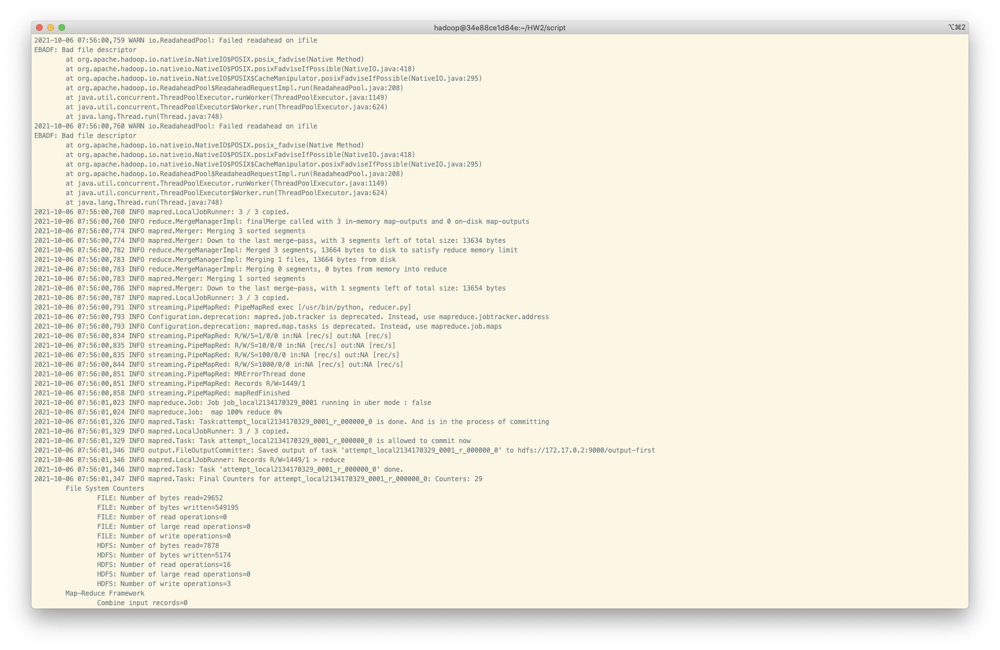 hadoop@34e88ce1d84e:~/HW2/script
⌥⌘2
2021-10-06 07:56:00,759 WARN io.ReadaheadPool: Failed readahead on ifile
EBADF: Bad file descriptor
        at org.apache.hadoop.io.nativeio.NativeIO$POSIX.posix_fadvise(Native Method)
        at org.apache.hadoop.io.nativeio.NativeIO$POSIX.posixFadviseIfPossible(NativeIO.java:418)
        at org.apache.hadoop.io.nativeio.NativeIO$POSIX$CacheManipulator.posixFadviseIfPossible(NativeIO.java:295)
        at org.apache.hadoop.io.ReadaheadPool$ReadaheadRequestImpl.run(ReadaheadPool.java:208)
        at java.util.concurrent.ThreadPoolExecutor.runWorker(ThreadPoolExecutor.java:1149)
        at java.util.concurrent.ThreadPoolExecutor$Worker.run(ThreadPoolExecutor.java:624)
        at java.lang.Thread.run(Thread.java:748)
2021-10-06 07:56:00,760 WARN io.ReadaheadPool: Failed readahead on ifile
EBADF: Bad file descriptor
        at org.apache.hadoop.io.nativeio.NativeIO$POSIX.posix_fadvise(Native Method)
        at org.apache.hadoop.io.nativeio.NativeIO$POSIX.posixFadviseIfPossible(NativeIO.java:418)
        at org.apache.hadoop.io.nativeio.NativeIO$POSIX$CacheManipulator.posixFadviseIfPossible(NativeIO.java:295)
        at org.apache.hadoop.io.ReadaheadPool$ReadaheadRequestImpl.run(ReadaheadPool.java:208)
        at java.util.concurrent.ThreadPoolExecutor.runWorker(ThreadPoolExecutor.java:1149)
        at java.util.concurrent.ThreadPoolExecutor$Worker.run(ThreadPoolExecutor.java:624)
        at java.lang.Thread.run(Thread.java:748)
2021-10-06 07:56:00,760 INFO mapred.LocalJobRunner: 3 / 3 copied.
2021-10-06 07:56:00,760 INFO reduce.MergeManagerImpl: finalMerge called with 3 in-memory map-outputs and 0 on-disk map-outputs
2021-10-06 07:56:00,774 INFO mapred.Merger: Merging 3 sorted segments
2021-10-06 07:56:00,774 INFO mapred.Merger: Down to the last merge-pass, with 3 segments left of total size: 13634 bytes
2021-10-06 07:56:00,782 INFO reduce.MergeManagerImpl: Merged 3 segments, 13664 bytes to disk to satisfy reduce memory limit
2021-10-06 07:56:00,783 INFO reduce.MergeManagerImpl: Merging 1 files, 13664 bytes from disk
2021-10-06 07:56:00,783 INFO reduce.MergeManagerImpl: Merging 0 segments, 0 bytes from memory into reduce
2021-10-06 07:56:00,783 INFO mapred.Merger: Merging 1 sorted segments
2021-10-06 07:56:00,786 INFO mapred.Merger: Down to the last merge-pass, with 1 segments left of total size: 13654 bytes
2021-10-06 07:56:00,787 INFO mapred.LocalJobRunner: 3 / 3 copied.
2021-10-06 07:56:00,791 INFO streaming.PipeMapRed: PipeMapRed exec [/usr/bin/python, reducer.py]
2021-10-06 07:56:00,793 INFO Configuration.deprecation: mapred.job.tracker is deprecated. Instead, use mapreduce.jobtracker.address
2021-10-06 07:56:00,793 INFO Configuration.deprecation: mapred.map.tasks is deprecated. Instead, use mapreduce.job.maps
2021-10-06 07:56:00,834 INFO streaming.PipeMapRed: R/W/S=1/0/0 in:NA [rec/s] out:NA [rec/s]
2021-10-06 07:56:00,835 INFO streaming.PipeMapRed: R/W/S=10/0/0 in:NA [rec/s] out:NA [rec/s]
2021-10-06 07:56:00,835 INFO streaming.PipeMapRed: R/W/S=100/0/0 in:NA [rec/s] out:NA [rec/s]
2021-10-06 07:56:00,844 INFO streaming.PipeMapRed: R/W/S=1000/0/0 in:NA [rec/s] out:NA [rec/s]
2021-10-06 07:56:00,851 INFO streaming.PipeMapRed: MRErrorThread done
2021-10-06 07:56:00,851 INFO streaming.PipeMapRed: Records R/W=1449/1
2021-10-06 07:56:00,858 INFO streaming.PipeMapRed: mapRedFinished
2021-10-06 07:56:01,023 INFO mapreduce.Job: Job job_local2134170329_0001 running in uber mode : false
2021-10-06 07:56:01,024 INFO mapreduce.Job:  map 100% reduce 0%
2021-10-06 07:56:01,326 INFO mapred.Task: Task:attempt_local2134170329_0001_r_000000_0 is done. And is in the process of committing
2021-10-06 07:56:01,329 INFO mapred.LocalJobRunner: 3 / 3 copied.
2021-10-06 07:56:01,329 INFO mapred.Task: Task attempt_local2134170329_0001_r_000000_0 is allowed to commit now
2021-10-06 07:56:01,346 INFO output.FileOutputCommitter: Saved output of task 'attempt_local2134170329_0001_r_000000_0' to hdfs://172.17.0.2:9000/output-first
2021-10-06 07:56:01,346 INFO mapred.LocalJobRunner: Records R/W=1449/1 > reduce
2021-10-06 07:56:01,346 INFO mapred.Task: Task 'attempt_local2134170329_0001_r_000000_0' done.
2021-10-06 07:56:01,347 INFO mapred.Task: Final Counters for attempt_local2134170329_0001_r_000000_0: Counters: 29
        File System Counters
                FILE: Number of bytes read=29652
                FILE: Number of bytes written=549195
                FILE: Number of read operations=0
                FILE: Number of large read operations=0
                FILE: Number of write operations=0
                HDFS: Number of bytes read=7878
                HDFS: Number of bytes written=5174
                HDFS: Number of read operations=16
                HDFS: Number of large read operations=0
                HDFS: Number of write operations=3
        Map-Reduce Framework
                Combine input records=0